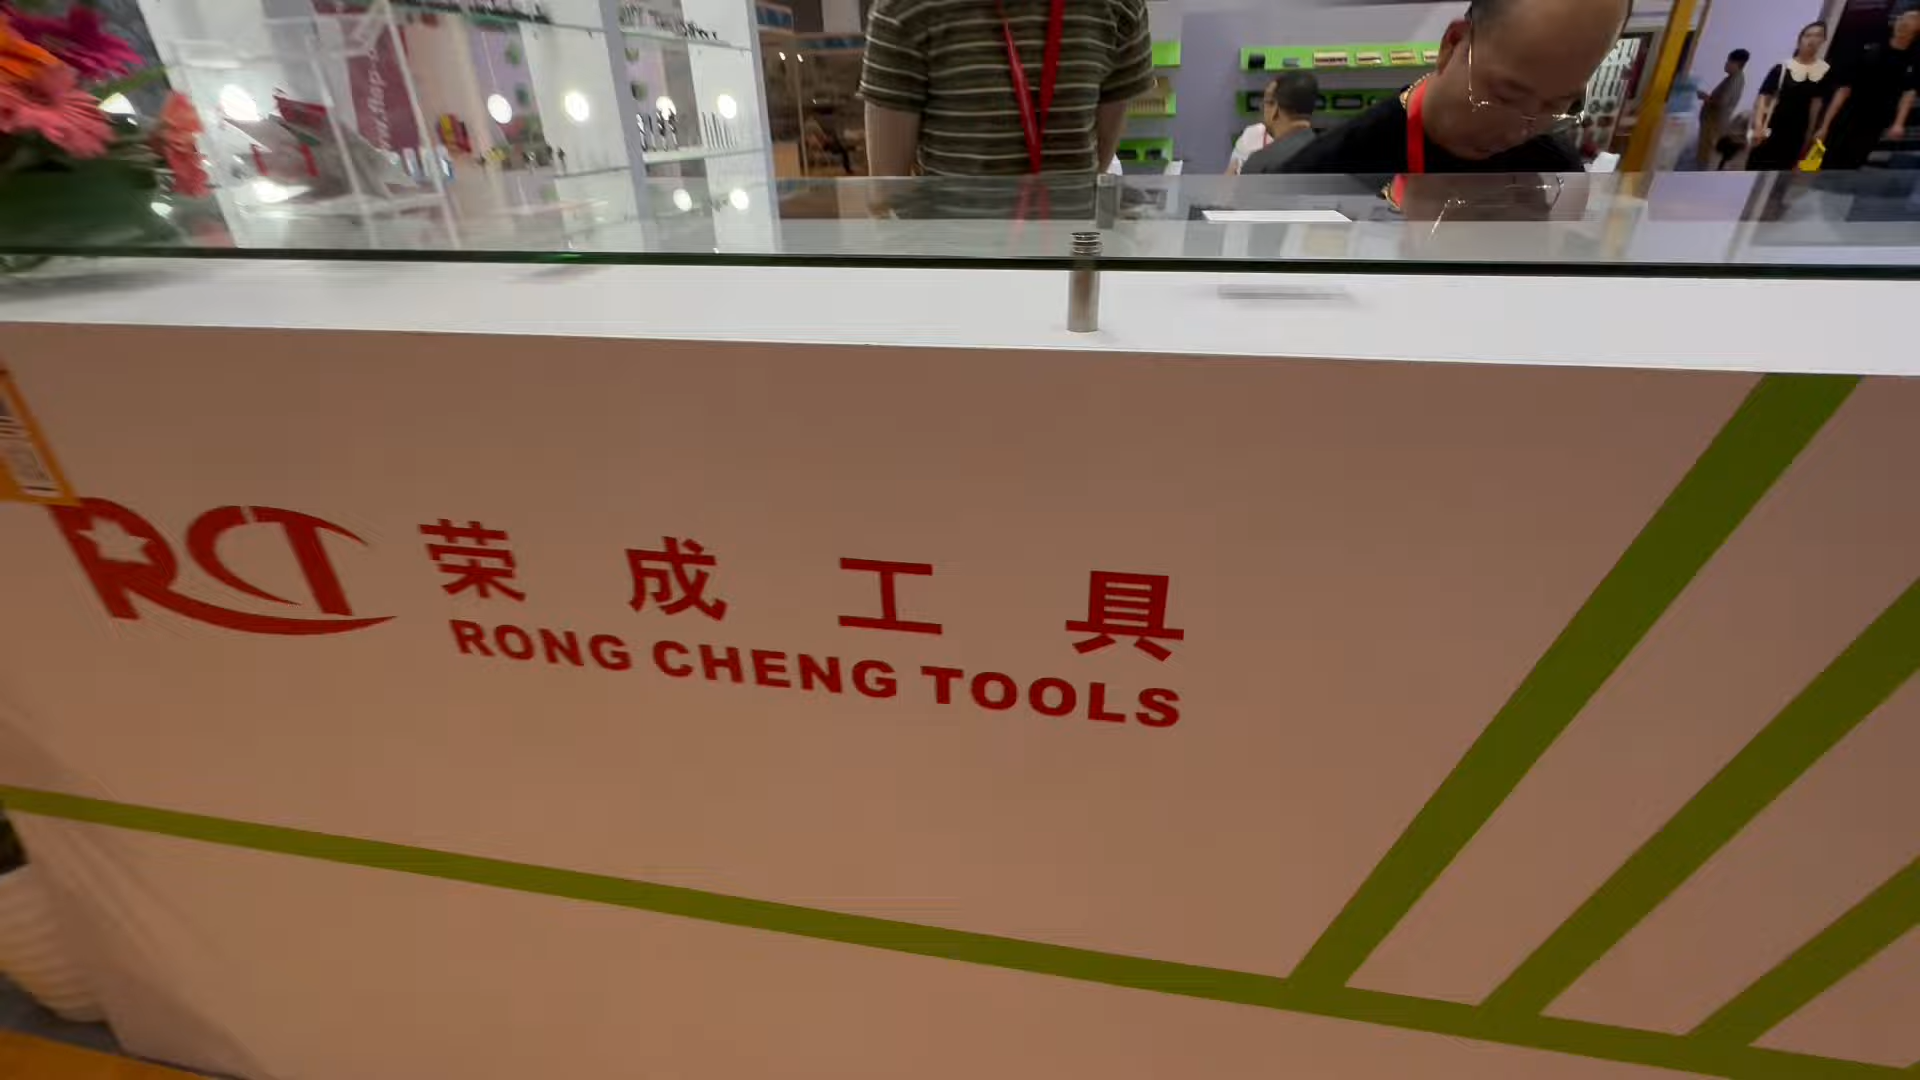 RCT
荣成工具
RONG CHENG TOOLS